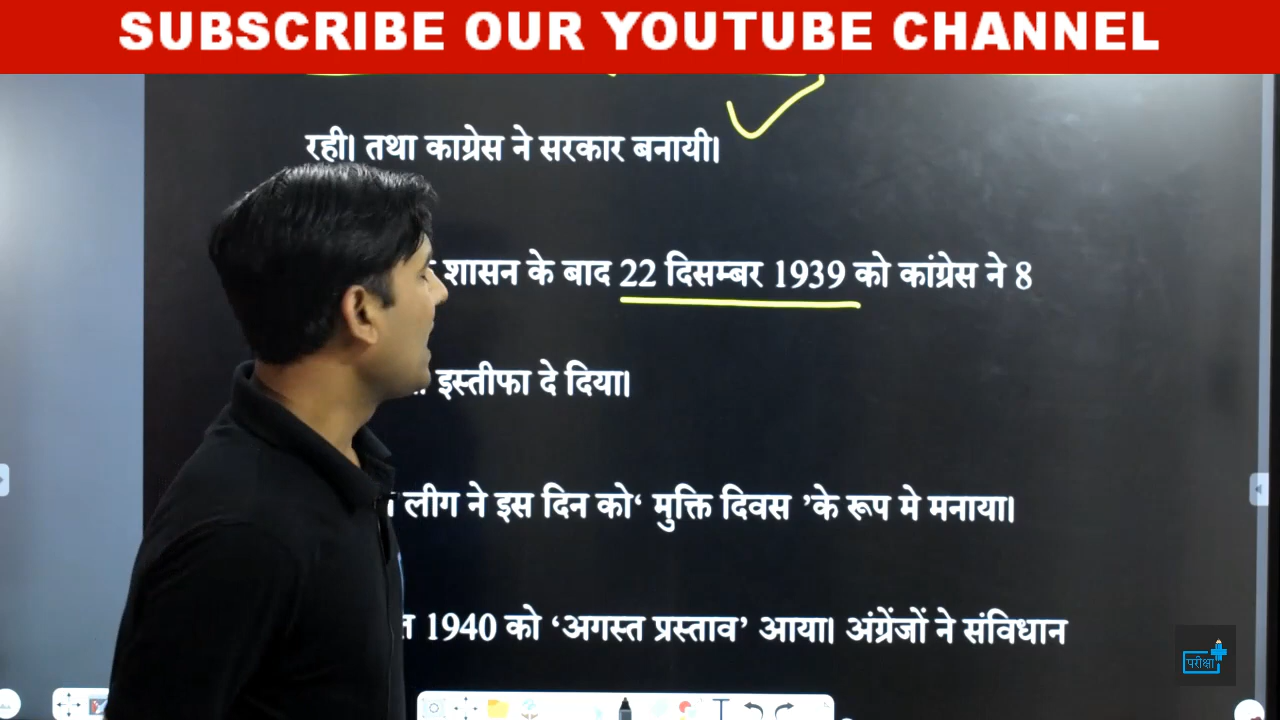 SUBSCRIBE OUR YOUTUBE CHANNEL
रही। तथा काग्रेस ने सरकार बनायी।
शासन के बाद 22 दिसम्बर 1939 को कांग्रेस ने 8
इस्तीफा दे दिया।
लीग ने इस दिन को‘ मुक्ति दिवस ’के रूप मे मनाया।
1940 को ‘अगस्त प्रस्ताव’ आया। अंग्रेंजों ने संविधान
परीक्षा